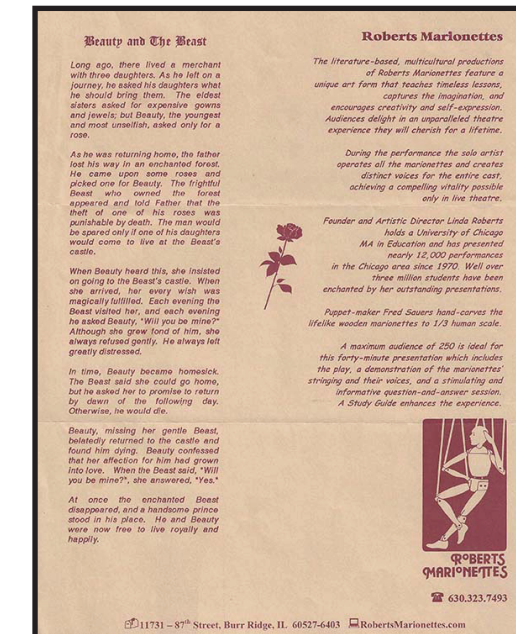 Beauty and The Beast
Long ago, there lived a merchant
with three daughters. As he left on a
journey, he asked his daughters what
he should bring them. The eldest
sisters asked for expensive gowns
and jewels; but Beauty, the youngest
and most unselfish, asked only for a
rose.
As he was returning home, the father
lost his way in an enchanted forest.
He came upon some roses and
picked one for Beauty. The frightful
Beast who owned the forest
appeared and told Father that the
theft of one of his roses was
punishable by death. The man would
be spared only if one of his daughters
would come to live at the Beast's
castle.
When Beauty heard this, she insisted
on going to the Beast's castle. When
she arrived, her every wish was
magically fulfilled. Each evening the
Beast visited her, and each evening
he asked Beauty, "Will you be mine?"
Although she grew fond of him, she
always refused gently. He always left
greatly distressed.
In time, Beauty became homesick.
The Beast said she could go home,
but he asked her to promise to return
by dawn of the following day.
Otherwise, he would die.
Beauty, missing her gentle Beast,
belatedly returned to the castle and
found him dying. Beauty confessed
that her affection for him had grown
into love. When the Beast said, "Will
you be mine?", she answered, "Yes."
At once the enchanted Beast
disappeared, and a handsome prince
stood in his place. He and Beauty
were now free to live royally and
happily.
Roberts Marionettes
The literature-based, multicultural productions
of Roberts Marionettes feature a
unique art form that teaches timeless lessons,
captures the imagination, and
encourages creativity and self-expression.
Audiences delight in an unparalleled theatre
experience they will cherish for a lifetime.
During the performance the solo artist
operates all the marionettes and creates
distinct voices for the entire cast,
achieving a compelling vitality possible
only in live theatre.
Founder and Artistic Director Linda Roberts
holds a University of Chicago
MA in Education and has presented
nearly 12,000 performances
in the Chicago area since 1970. Well over
three million students have been
enchanted by her outstanding presentations.
Puppet-maker Fred Sauers hand-carves the
lifelike wooden marionettes to 1/3 human scale.
A maximum audience of 250 is ideal for
this forty-minute presentation which includes
the play, a demonstration of the marionettes'
stringing and their voices, and a stimulating and
informative question-and-answer session.
A Study Guide enhances the experience.
ROBERTS
MARIONETTES
630.323.7493
11731 – 87th Street, Burr Ridge, IL 60527-6403 RobertsMarionettes.com